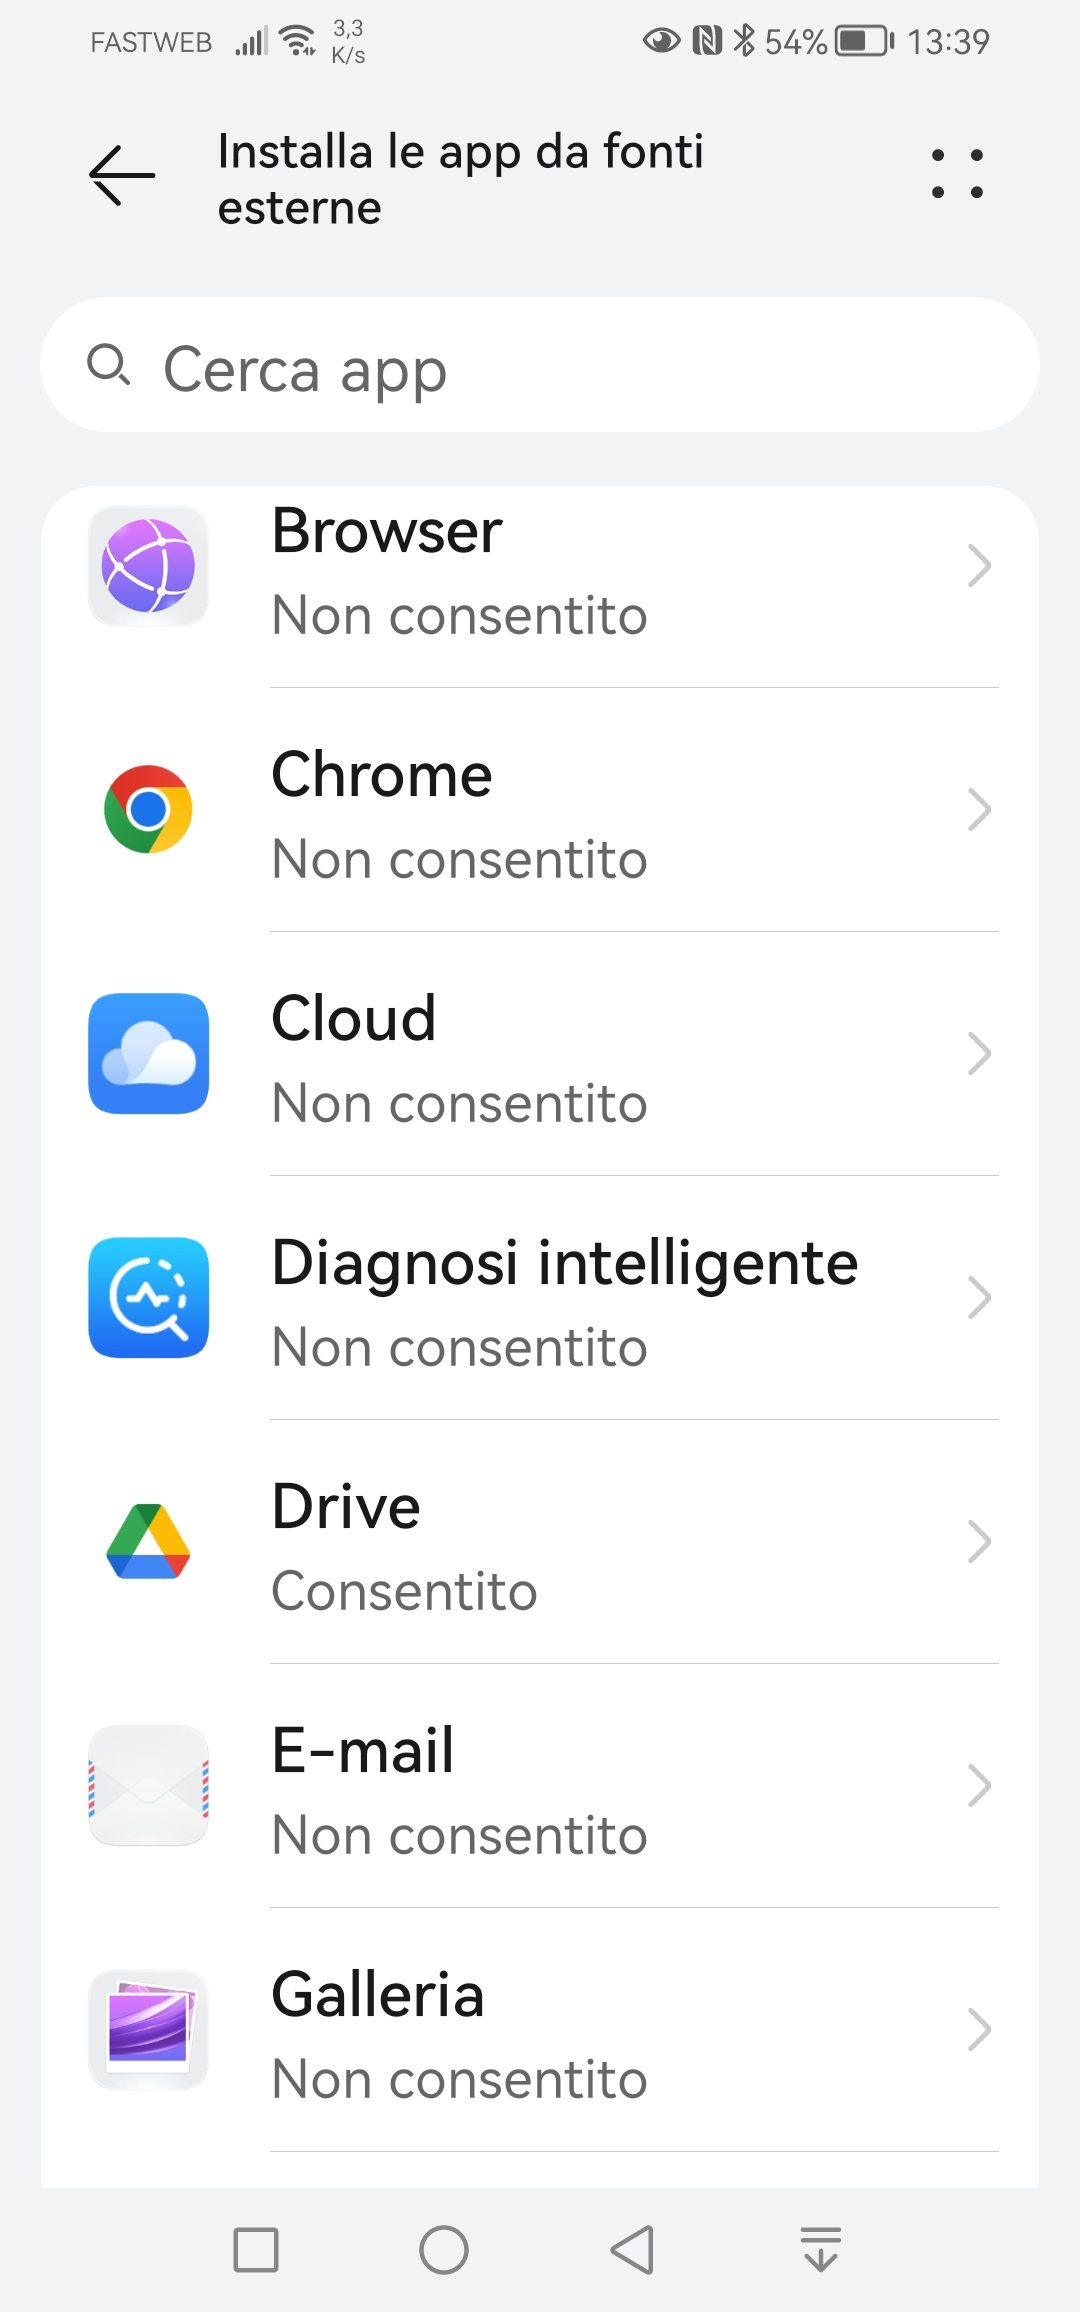 FASTWEB 3,3 K/s 54% 13:39
Installa le app da fonti
esterne
Cerca app
Browser
Non consentito
Chrome
Non consentito
Cloud
Non consentito
Diagnosi intelligente
Non consentito
Drive
Consentito
E-mail
Non consentito
Galleria
Non consentito